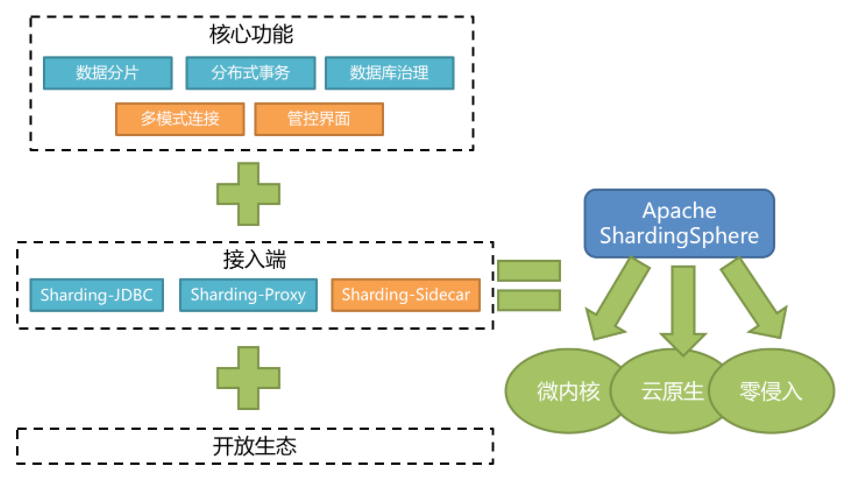 核心功能
数据分片
分布式事务
数据库治理
多模式连接
管控界面
接入端
Sharding-JDBC
Sharding-Proxy
Sharding-Sidecar
开放生态
Apache
ShardingSphere
微内核
云原生
零侵入